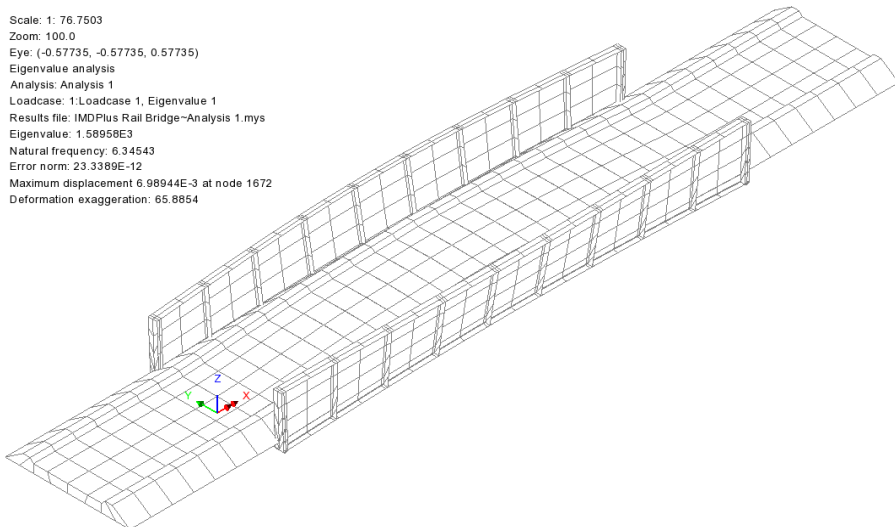 Scale: 1: 76.7503
Zoom: 100.0
Eye: (-0.57735, -0.57735, 0.57735)
Eigenvalue analysis
Analysis: Analysis 1
Loadcase: 1:Loadcase 1, Eigenvalue 1
Results file: IMDPlus Rail Bridge~Analysis 1.mys
Eigenvalue: 1.58958E3
Natural frequency: 6.34543
Error norm: 23.3389E-12
Maximum displacement 6.98944E-3 at node 1672
Deformation exaggeration: 65.8854
Z
Y
X